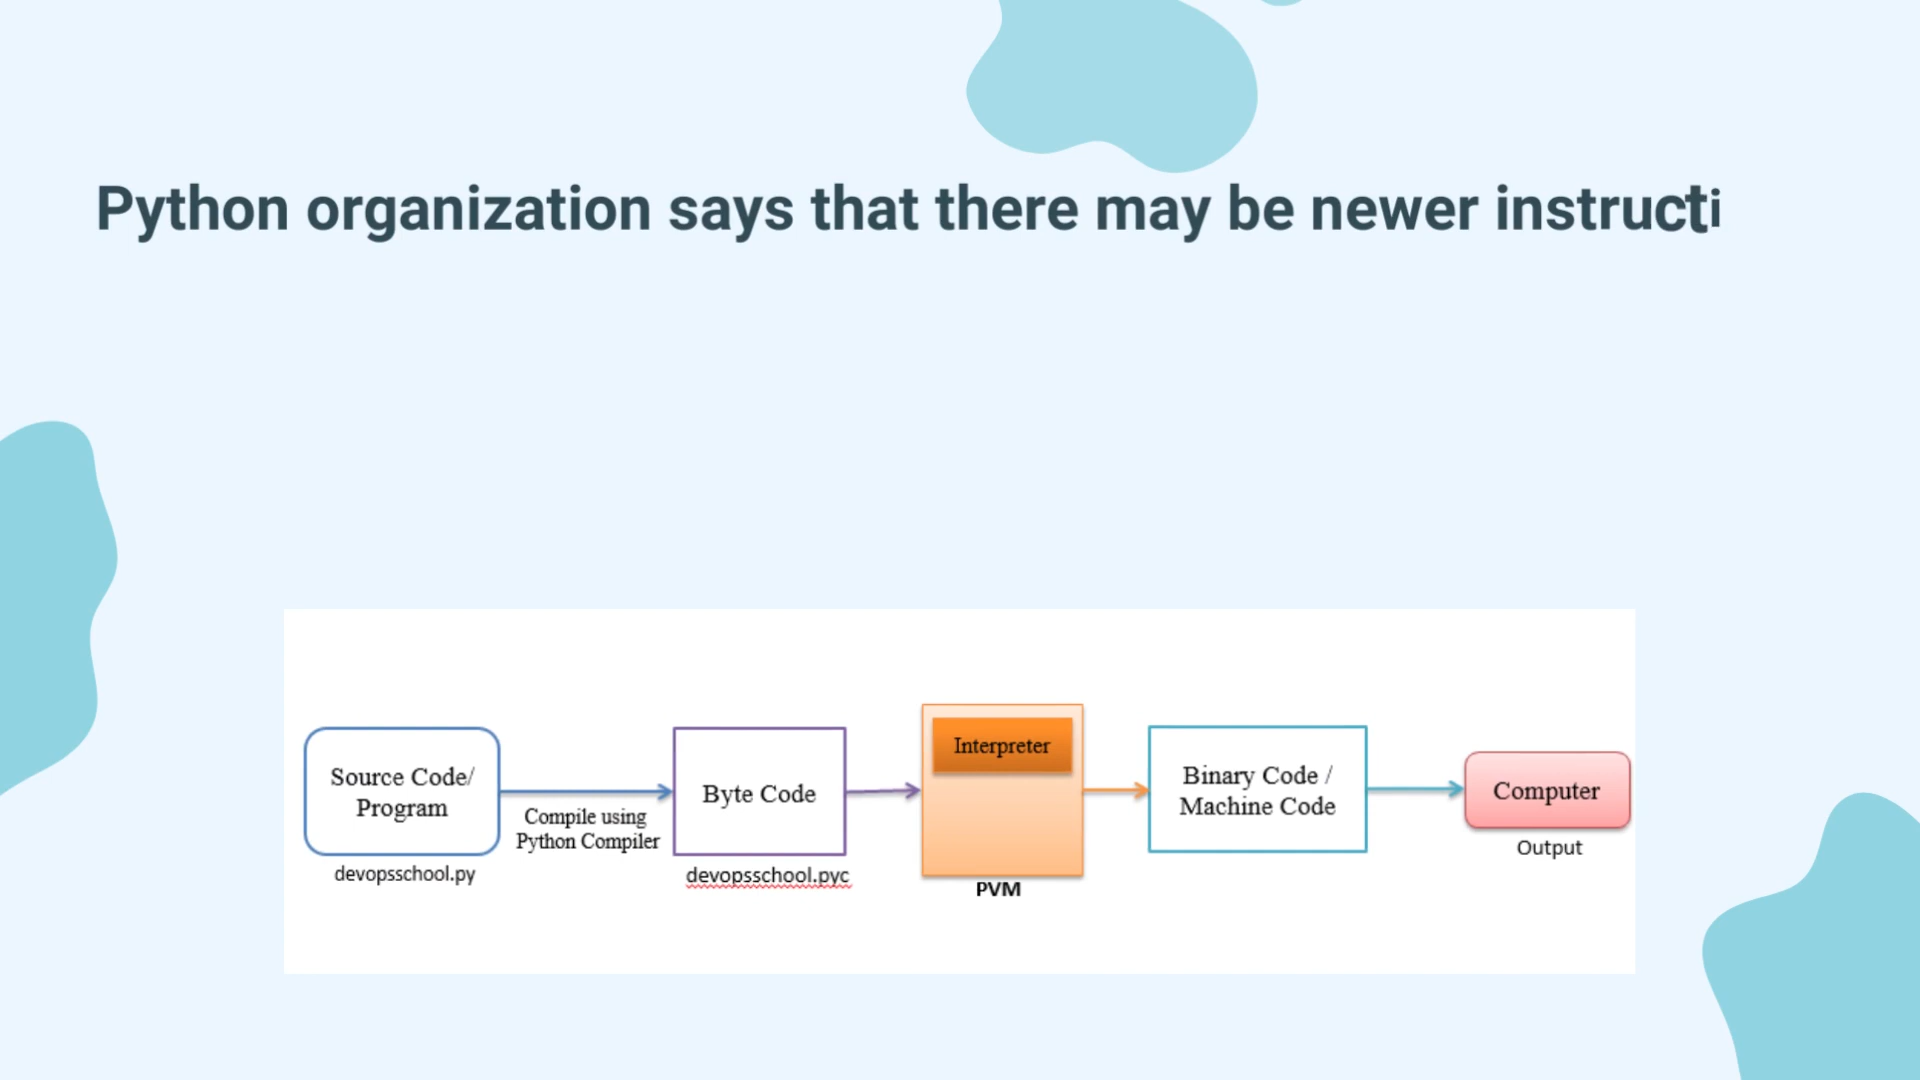 Python organization says that there may be newer instructi
Interpreter
Source Code/
Program
Compile using
Python Compiler
Byte Code
Binary Code /
Machine Code
Computer
Output
devopsschool.py
devopsschool.pyc
PVM